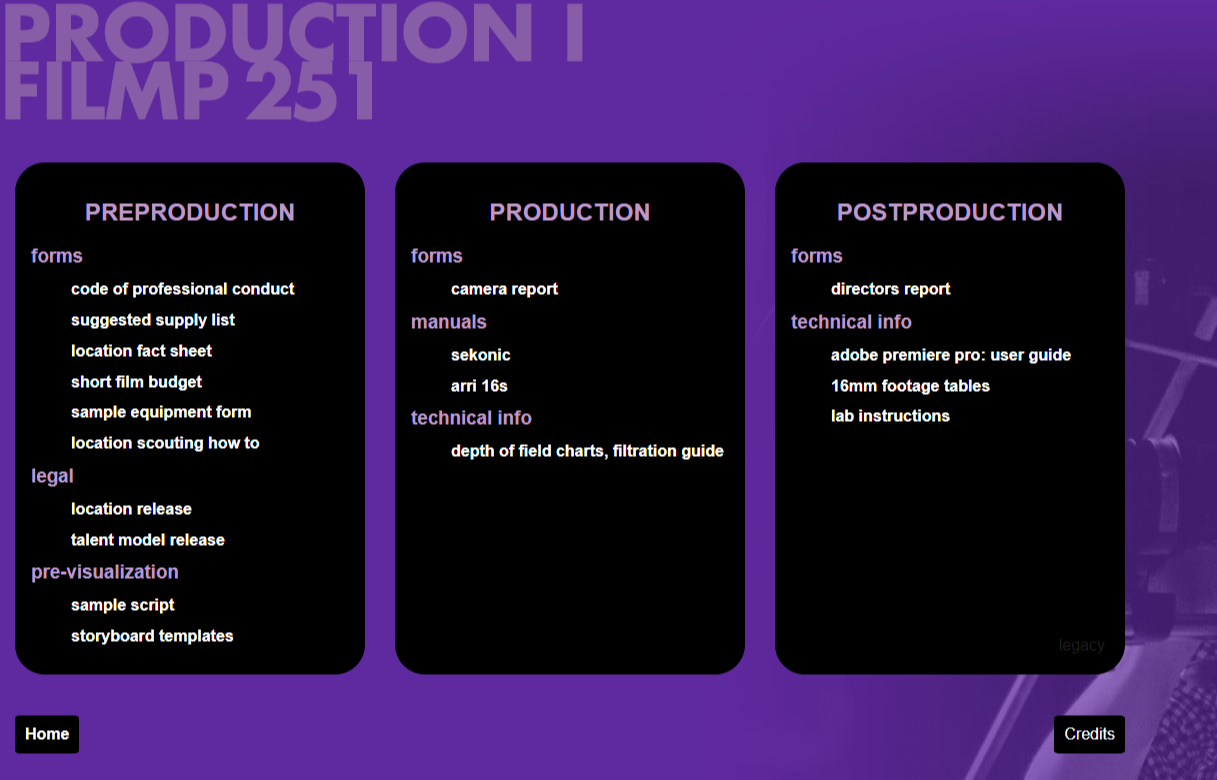 PRODUCTION I
FILMP 251
PREPRODUCTION
forms
code of professional conduct
suggested supply list
location fact sheet
short film budget
sample equipment form
location scouting how to
legal
location release
talent model release
pre-visualization
sample script
storyboard templates
PRODUCTION
forms
camera report
manuals
sekonic
arri 16s
technical info
depth of field charts, filtration guide
POSTPRODUCTION
forms
directors report
technical info
adobe premiere pro: user guide
16mm footage tables
lab instructions
legacy
Home
Credits